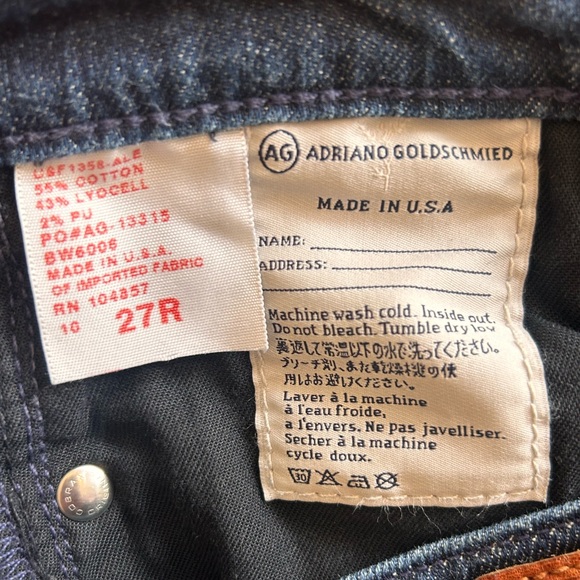 CSF1358-ALE
55% COTTON
43% LYOCELL
2% PU
PO#AG-13315
BW6006
MADE IN U.S.A.
OF IMPORTED FABRIC
RN 104857
10 27R
AG ADRIANO GOLDSCHMIED
MADE IN U.S.A
NAME:
ADDRESS:
Machine wash cold. Inside out.
Do not bleach. Tumble dry low
裏返して常温以下の水で洗ってください。
ブリーチ剤、また乾燥機の使
用はお避けください。
Laver à la machine
à l'eau froide,
a l'envers. Ne pas javelliser.
Secher à la machine
cycle doux.
30
COBRA